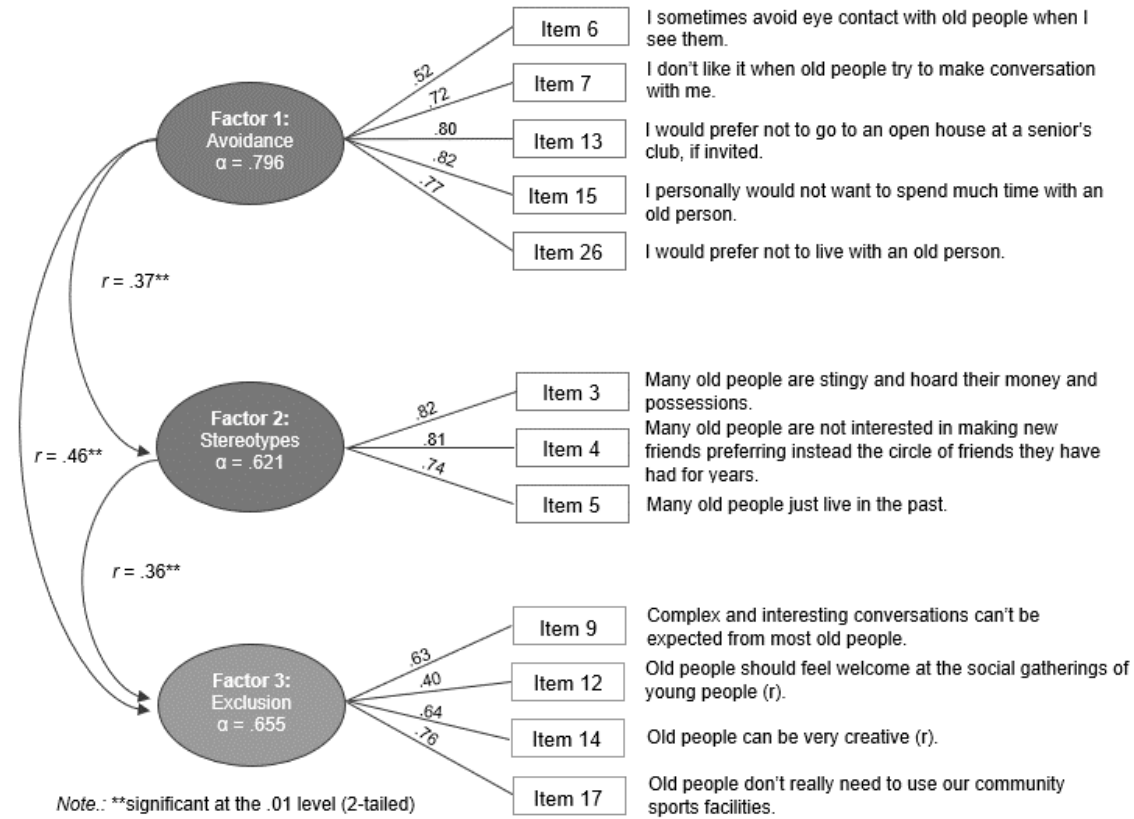 Item 6
I sometimes avoid eye contact with old people when I
see them.
.52
Item 7
I don't like it when old people try to make conversation
with me.
.72
Factor 1:
Avoidance
α = .796
.80
Item 13
I would prefer not to go to an open house at a senior's
club, if invited.
.82
Item 15
I personally would not want to spend much time with an
old person.
.77
Item 26
I would prefer not to live with an old person.
r = .37**
Item 3
Many old people are stingy and hoard their money and
possessions.
.82
Factor 2:
Stereotypes
α = .621
.81
Item 4
Many old people are not interested in making new
friends preferring instead the circle of friends they have
had for years.
.74
Item 5
Many old people just live in the past.
r = .46**
r = .36**
Item 9
Complex and interesting conversations can't be
expected from most old people.
.63
Item 12
Old people should feel welcome at the social gatherings of
young people (r).
.40
Factor 3:
Exclusion
α = .655
.64
Item 14
Old people can be very creative (r).
.76
Item 17
Old people don't really need to use our community
sports facilities.
Note.: **significant at the .01 level (2-tailed)